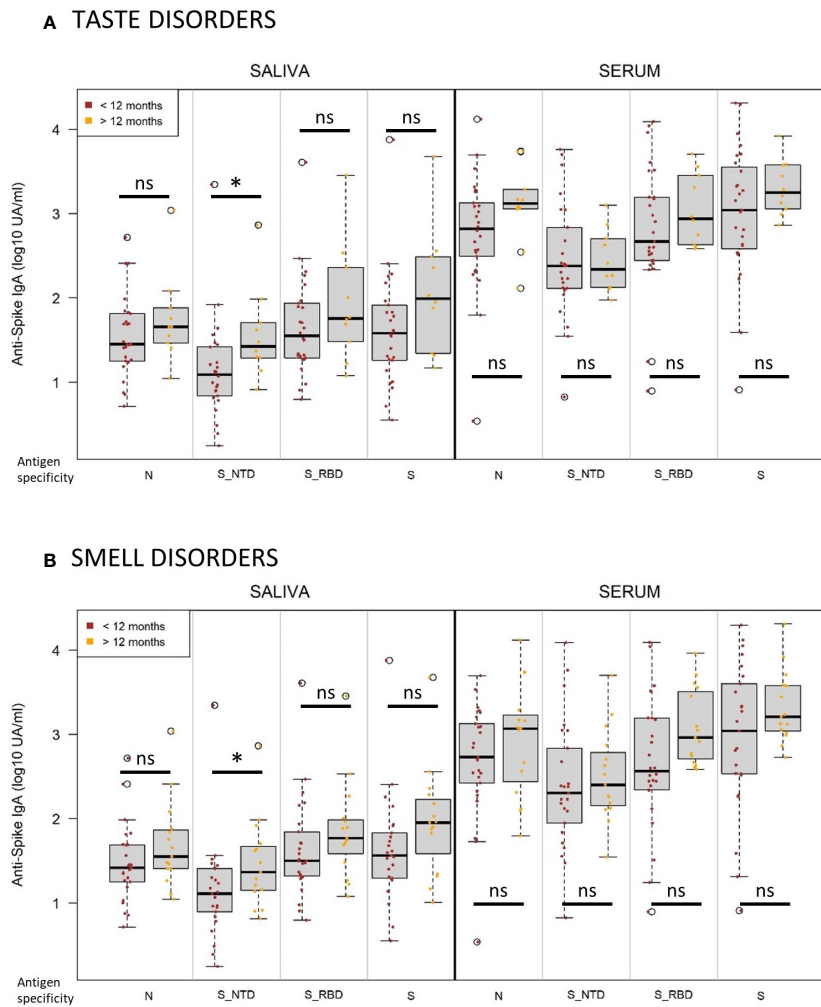 A TASTE DISORDERS
SALIVA SERUM
< 12 months
> 12 months
4
3
2
1
Anti-Spike IgA (log10 UA/ml)
ns * ns ns
ns ns ns ns
Antigen
specificity
N S_NTD S_RBD S N S_NTD S_RBD S
B SMELL DISORDERS
SALIVA SERUM
< 12 months
> 12 months
4
3
2
1
Anti-Spike IgA (log10 UA/ml)
ns * ns ns
ns ns ns ns
Antigen
specificity
N S_NTD S_RBD S N S_NTD S_RBD S